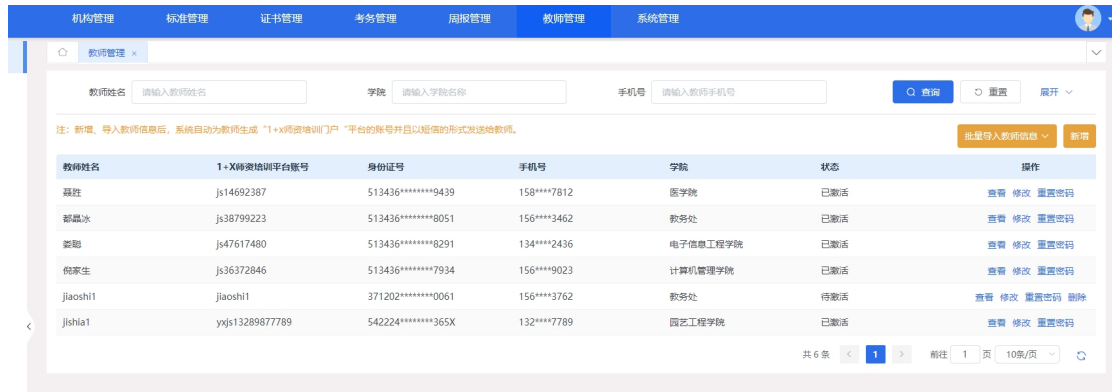 机构管理 标准管理 证书管理 考务管理 周报管理 教师管理 系统管理
教师管理 ×
教师姓名 请输入教师姓名 学院 请输入学院名称 手机号 请输入教师手机号 查询 重置 展开
注：新增、导入教师信息后，系统自动为教师生成“1+x师资培训门户“平台的账号并且以短信的形式发送给教师。
批量导入教师信息 新增
教师姓名 1+X师资培训平台账号 身份证号 手机号 学院 状态 操作
聂胜 js14692387 513436********9439 158****7812 医学院 已激活 查看 修改 重置密码
郝晶冰 js38799223 513436********8051 156****3462 教务处 已激活 查看 修改 重置密码
娄聪 js47617480 513436********8291 134****2436 电子信息工程学院 已激活 查看 修改 重置密码
倪家生 js36372846 513436********7934 156****9023 计算机管理学院 已激活 查看 修改 重置密码
jiaoshi1 jiaoshi1 371202********0061 156****3762 教务处 待激活 查看 修改 重置密码 删除
jishia1 yxjs13289877789 542224********365X 132****7789 园艺工程学院 已激活 查看 修改 重置密码
共 6 条 < 1 > 前往 1 页 10条/页